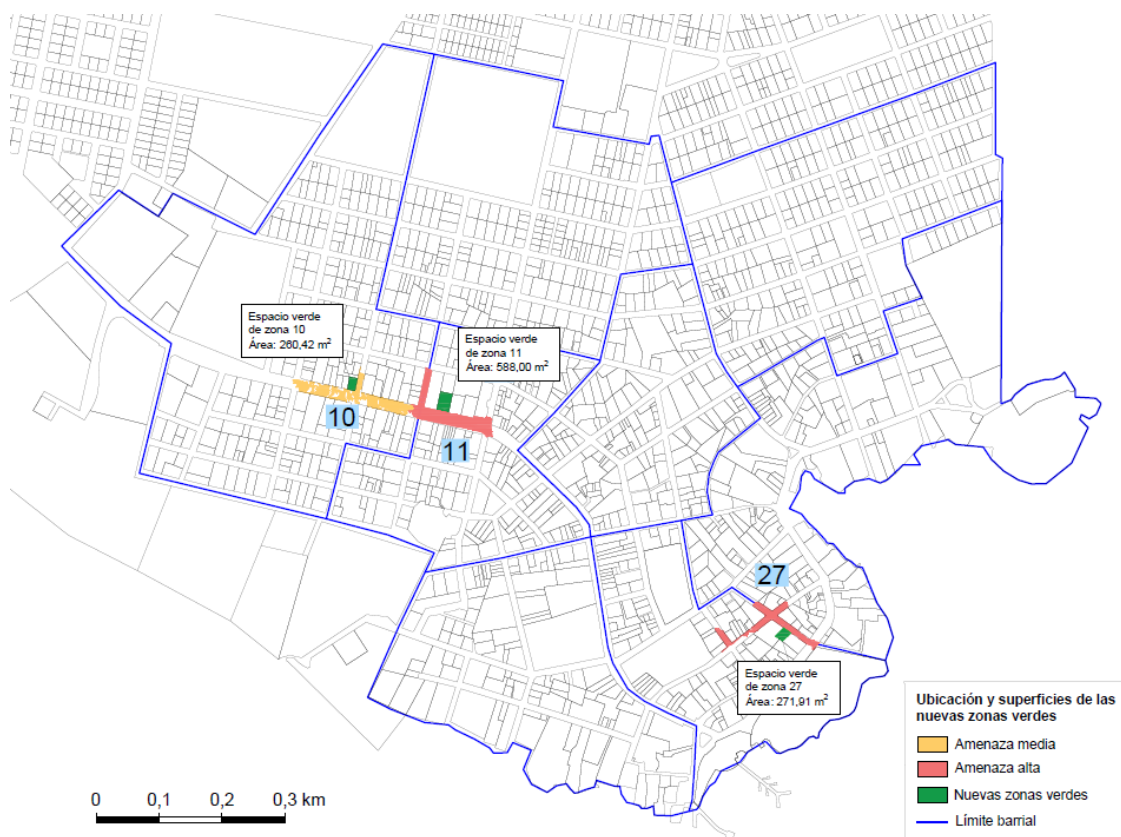 Espacio verde
de zona 10
Área: 260,42 m²
Espacio verde
de zona 11
Área: 588,00 m²
10
11
27
Espacio verde
de zona 27
Área: 271,91 m²
Ubicación y superficies de las
nuevas zonas verdes
Amenaza media
Amenaza alta
Nuevas zonas verdes
Límite barrial
0 0,1 0,2 0,3 km